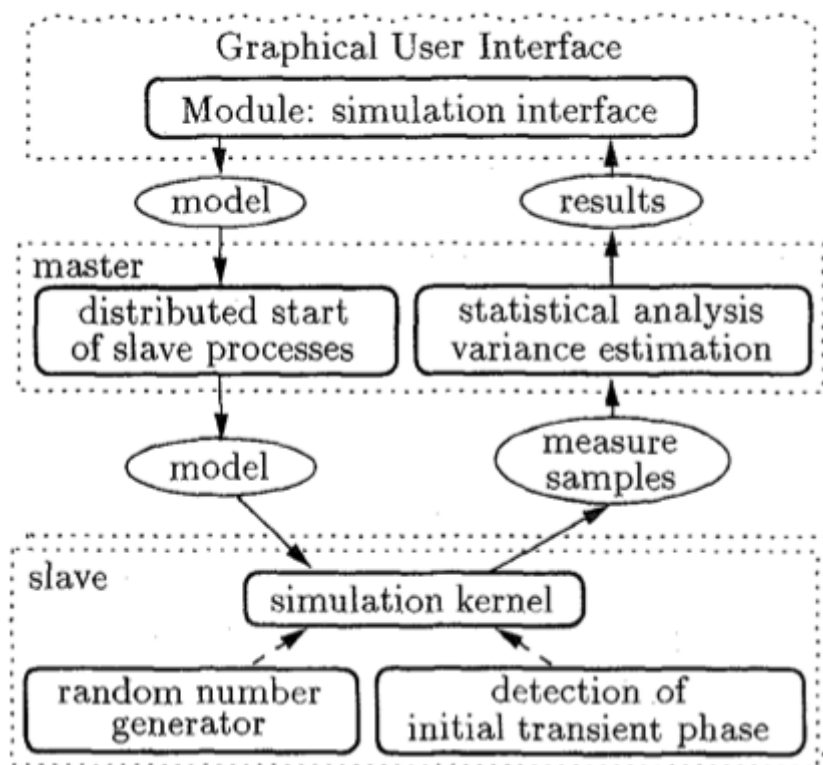 Graphical User Interface
Module: simulation interface
model
results
master
distributed start
of slave processes
statistical analysis
variance estimation
model
measure
samples
slave
simulation kernel
random number
generator
detection of
initial transient phase